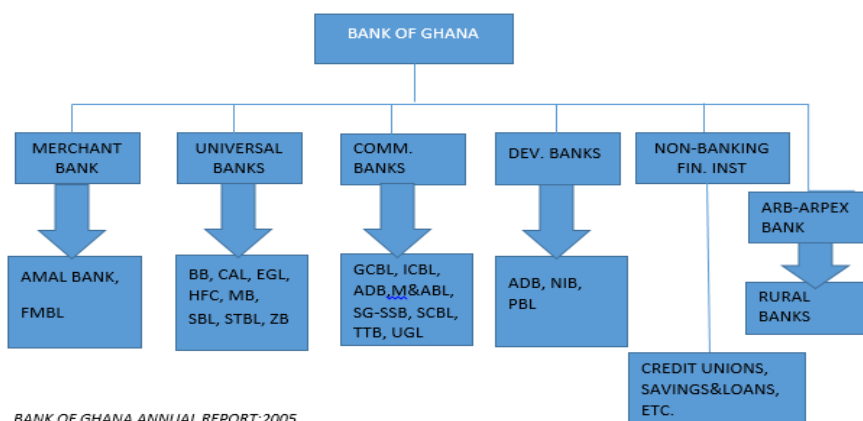 BANK OF GHANA
MERCHANT
BANK
UNIVERSAL
BANKS
COMM.
BANKS
DEV. BANKS
NON-BANKING
FIN. INST
ARB-ARPEX
BANK
AMAL BANK,
FMBL
BB, CAL, EGL,
HFC, MB,
SBL, STBL, ZB
GCBL, ICBL,
ADB,M&ABL,
SG-SSB, SCBL,
TTB, UGL
ADB, NIB,
PBL
RURAL
BANKS
CREDIT UNIONS,
SAVINGS&LOANS,
ETC.
BANK OF GHANA ANNUAL REPORT:2005